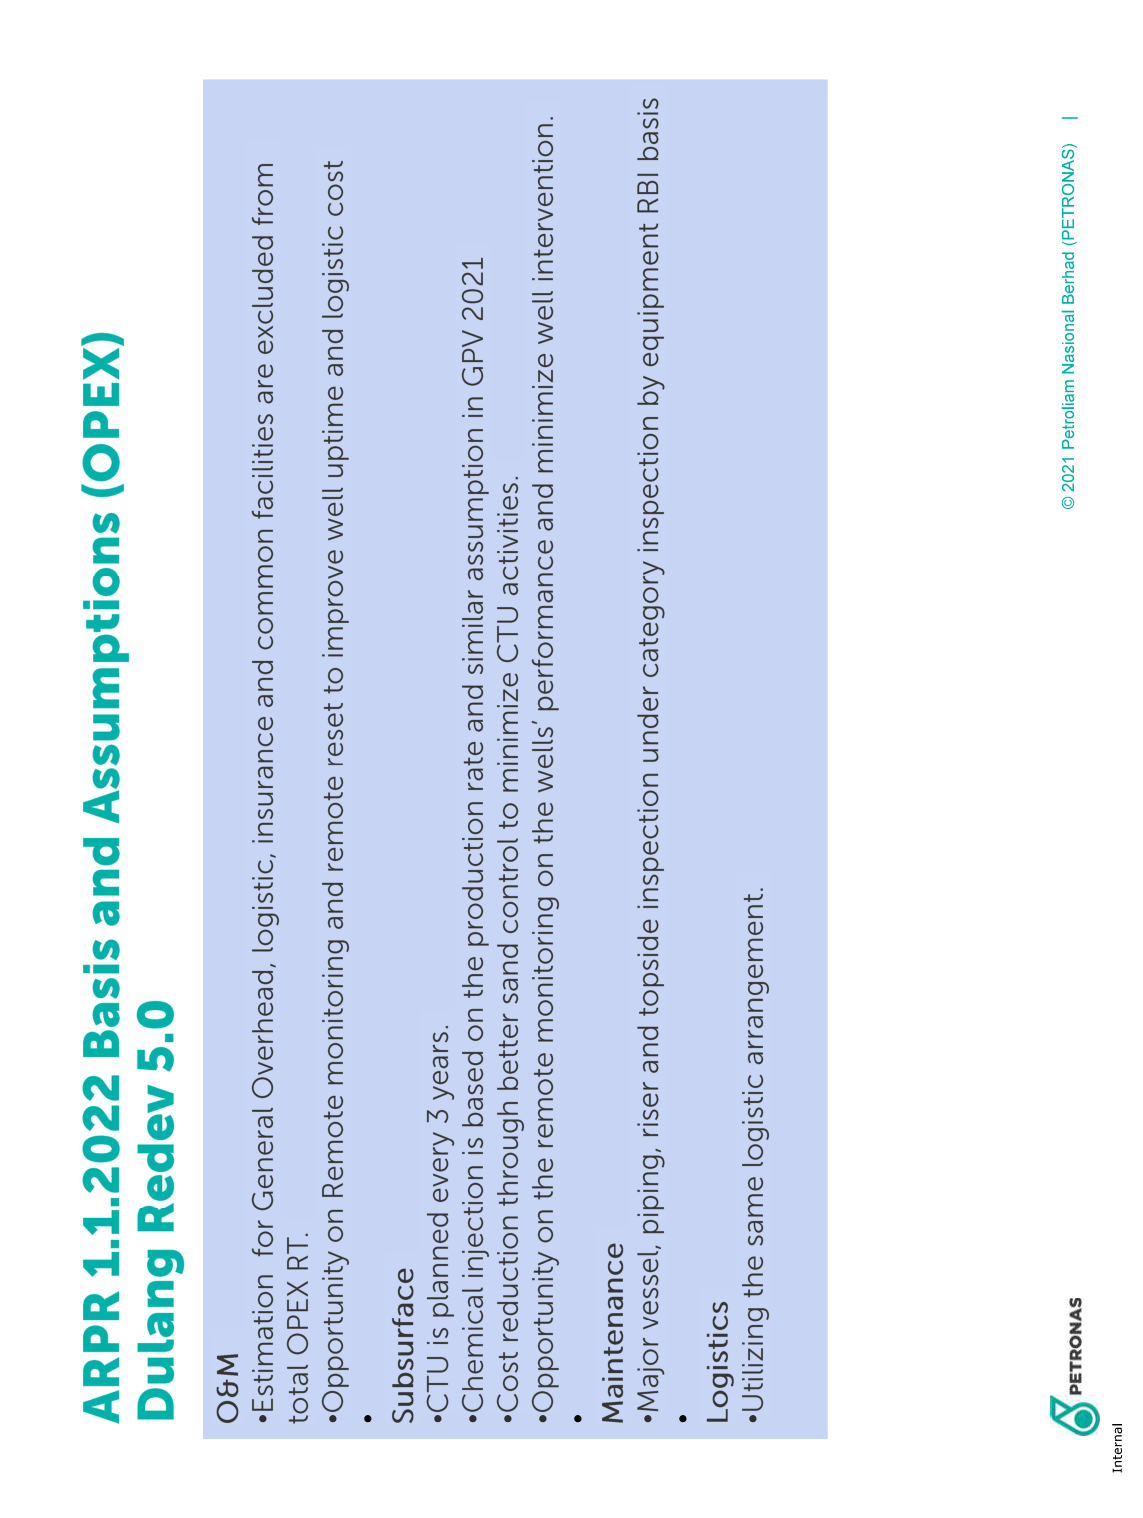 ARPR 1.1.2022 Basis and Assumptions (OPEX)
Dulang Redev 5.0
O&M
•Estimation for General Overhead, logistic, insurance and common facilities are excluded from
total OPEX RT.
•Opportunity on Remote monitoring and remote reset to improve well uptime and logistic cost
•
Subsurface
•CTU is planned every 3 years.
•Chemical injection is based on the production rate and similar assumption in GPV 2021
•Cost reduction through better sand control to minimize CTU activities.
•Opportunity on the remote monitoring on the wells’ performance and minimize well intervention.
•
Maintenance
•Major vessel, piping, riser and topside inspection under category inspection by equipment RBI basis
•
Logistics
•Utilizing the same logistic arrangement.
PETRONAS
© 2021 Petroliam Nasional Berhad (PETRONAS) |
Internal